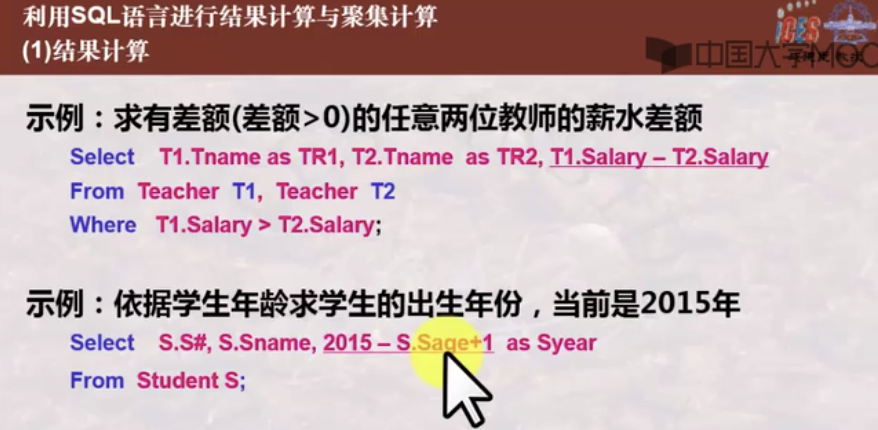 利用SQL语言进行结果计算与聚集计算
(1)结果计算
中国大学MOO
示例：求有差额(差额>0)的任意两位教师的薪水差额
Select T1.Tname as TR1, T2.Tname as TR2, T1.Salary – T2.Salary
From Teacher T1, Teacher T2
Where T1.Salary > T2.Salary;
示例：依据学生年龄求学生的出生年份，当前是2015年
Select S.S#, S.Sname, 2015 – S.Sage+1 as Syear
From Student S;